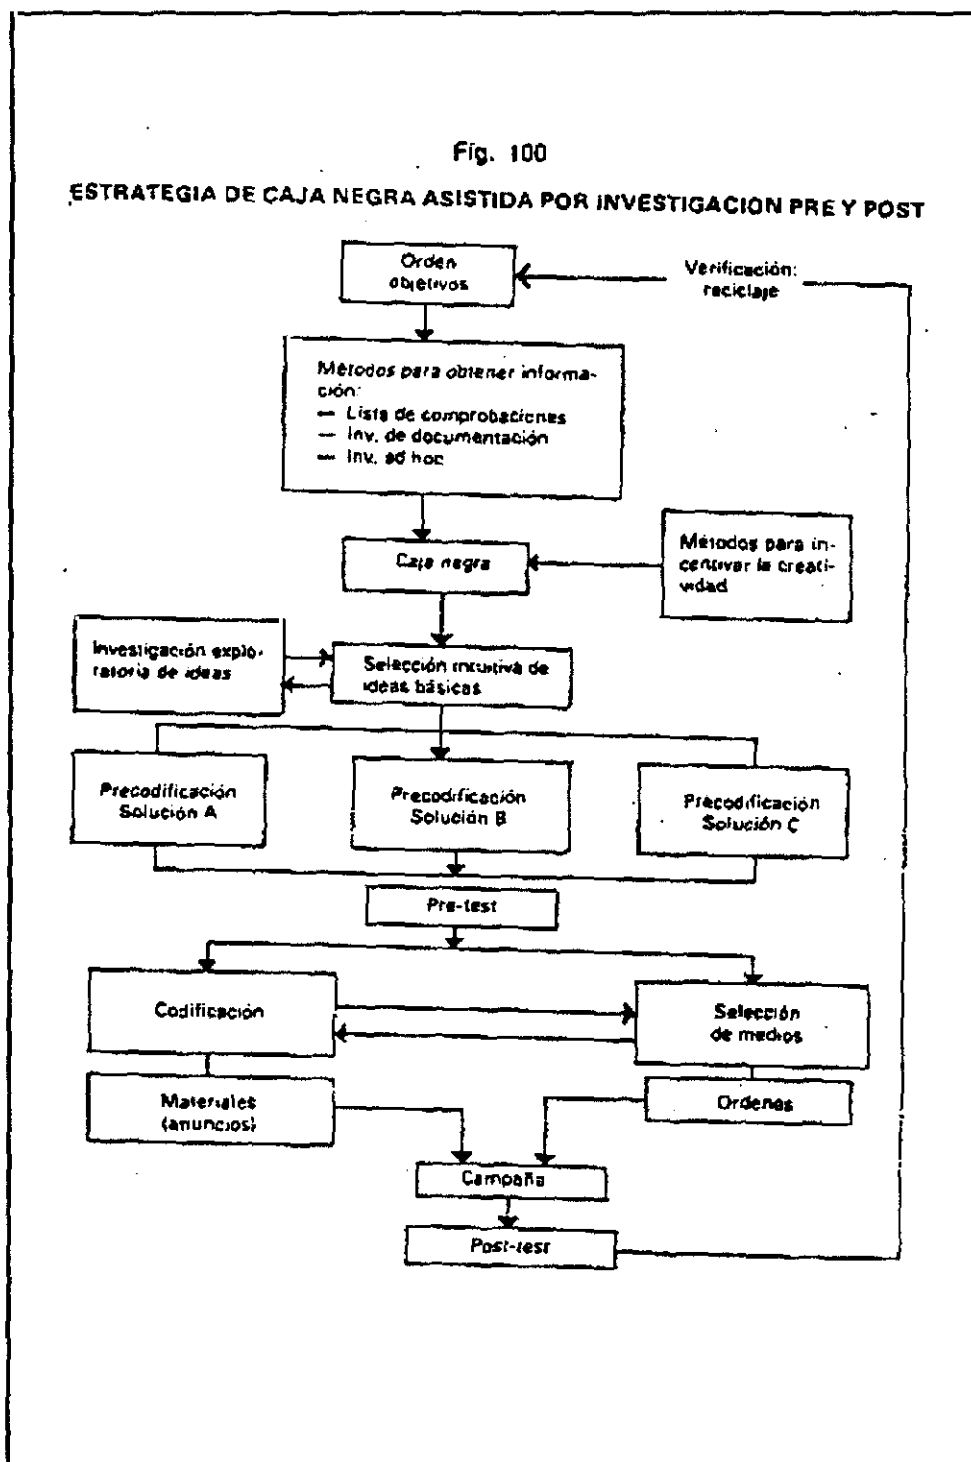 Fig. 100
ESTRATEGIA DE CAJA NEGRA ASISTIDA POR INVESTIGACION PRE Y POST
Orden
objetivos
Verificación:
reciclaje
Métodos para obtener informa-
ción:
— Lista de comprobaciones
— Inv. de documentación
— Inv. ad hoc
Caja negra
Métodos para in-
centivar la creati-
vidad
Investigación explo-
ratoria de ideas
Selección intuitiva de
ideas básicas
Precodificación
Solución A
Precodificación
Solución B
Precodificación
Solución C
Pre-test
Codificación
Selección
de medios
Materiales
(anuncios)
Ordenes
Campaña
Post-test